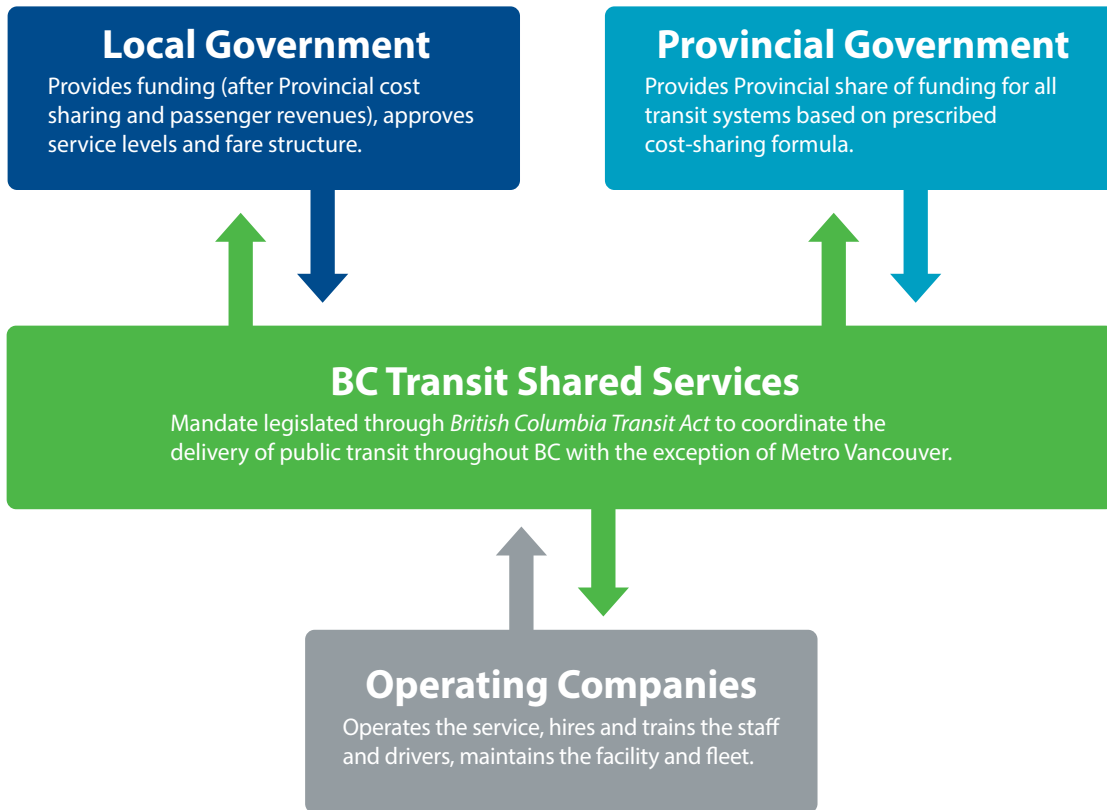 Local Government
Provides funding (after Provincial cost
sharing and passenger revenues), approves
service levels and fare structure.
Provincial Government
Provides Provincial share of funding for all
transit systems based on prescribed
cost-sharing formula.
BC Transit Shared Services
Mandate legislated through British Columbia Transit Act to coordinate the
delivery of public transit throughout BC with the exception of Metro Vancouver.
Operating Companies
Operates the service, hires and trains the staff
and drivers, maintains the facility and fleet.